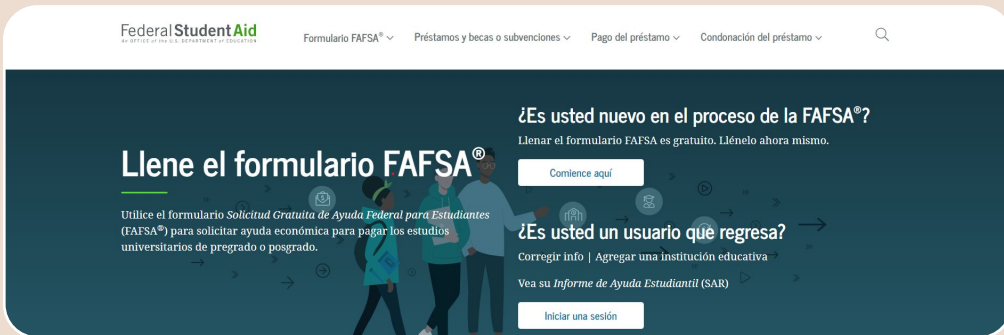 Federal Student Aid
An OFFICE of the U.S. DEPARTMENT of EDUCATION
Formulario FAFSA®
Préstamos y becas o subvenciones
Pago del préstamo
Condonación del préstamo
Llene el formulario FAFSA®
Utilice el formulario Solicitud Gratuita de Ayuda Federal para Estudiantes
(FAFSA®) para solicitar ayuda económica para pagar los estudios
universitarios de pregrado o posgrado.
¿Es usted nuevo en el proceso de la FAFSA®?
Llenar el formulario FAFSA es gratuito. Llénelo ahora mismo.
Comience aquí
¿Es usted un usuario que regresa?
Corregir info | Agregar una institución educativa
Vea su Informe de Ayuda Estudiantil (SAR)
Iniciar una sesión